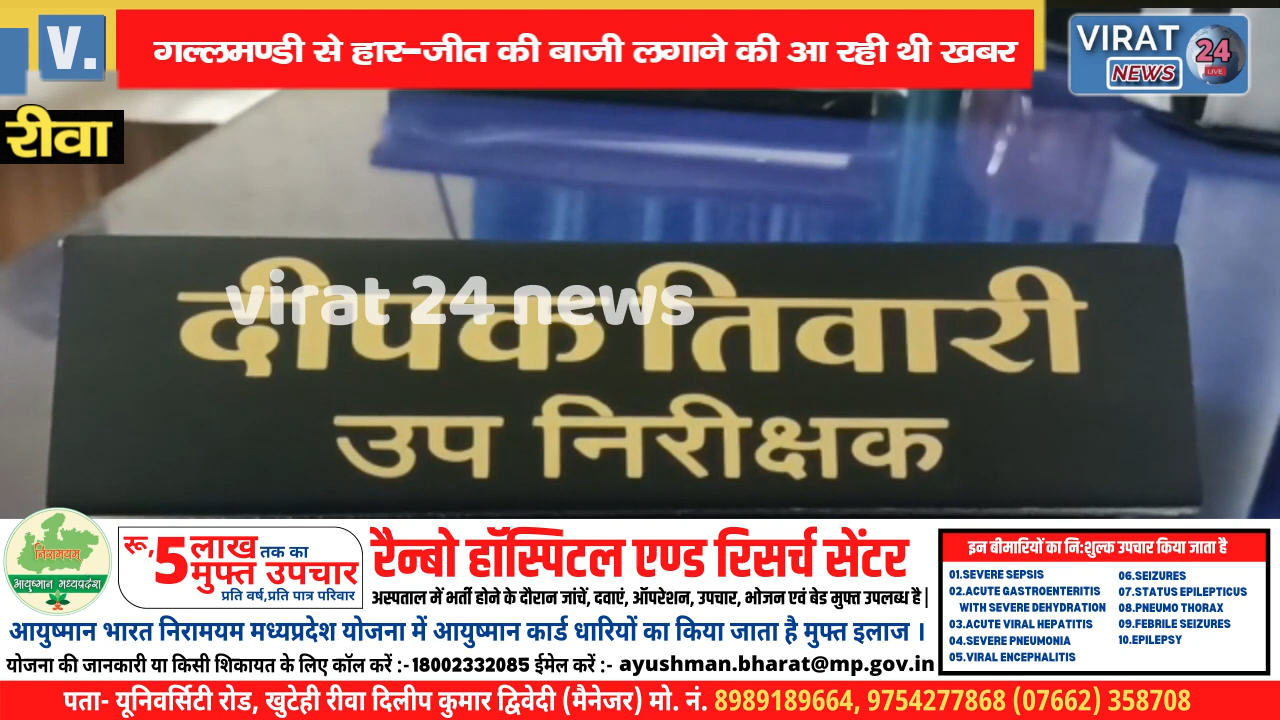 V.
गल्लमण्डी से हार-जीत की बाजी लगाने की आ रही थी खबर
VIRAT 24
NEWS LIVE
रीवा
virat 24 news
दीपक तिवारी
उप निरीक्षक
निरामयम्
आयुष्मान मध्यप्रदेश
रू,5 लाख तक का
मुफ्त उपचार
प्रति वर्ष,प्रति पात्र परिवार
रैन्बो हॉस्पिटल एण्ड रिसर्च सेंटर
अस्पताल में भर्ती होने के दौरान जांचें, दवाएं, ऑपरेशन, उपचार, भोजन एवं बेड मुफ्त उपलब्ध है|
आयुष्मान भारत निरामयम मध्यप्रदेश योजना में आयुष्मान कार्ड धारियों का किया जाता है मुफ्त इलाज ।
योजना की जानकारी या किसी शिकायत के लिए कॉल करें :- 18002332085 ईमेल करें :- ayushman.bharat@mp.gov.in
इन बीमारियों का नि:शुल्क उपचार किया जाता है
01.SEVERE SEPSIS
02.ACUTE GASTROENTERITIS
WITH SEVERE DEHYDRATION
03.ACUTE VIRAL HEPATITIS
04.SEVERE PNEUMONIA
05.VIRAL ENCEPHALITIS
06.SEIZURES
07.STATUS EPILEPTICUS
08.PNEUMO THORAX
09.FEBRILE SEIZURES
10.EPILEPSY
पता- यूनिवर्सिटी रोड, खुटेही रीवा दिलीप कुमार द्विवेदी (मैनेजर) मो. नं. 8989189664, 9754277868 (07662) 358708